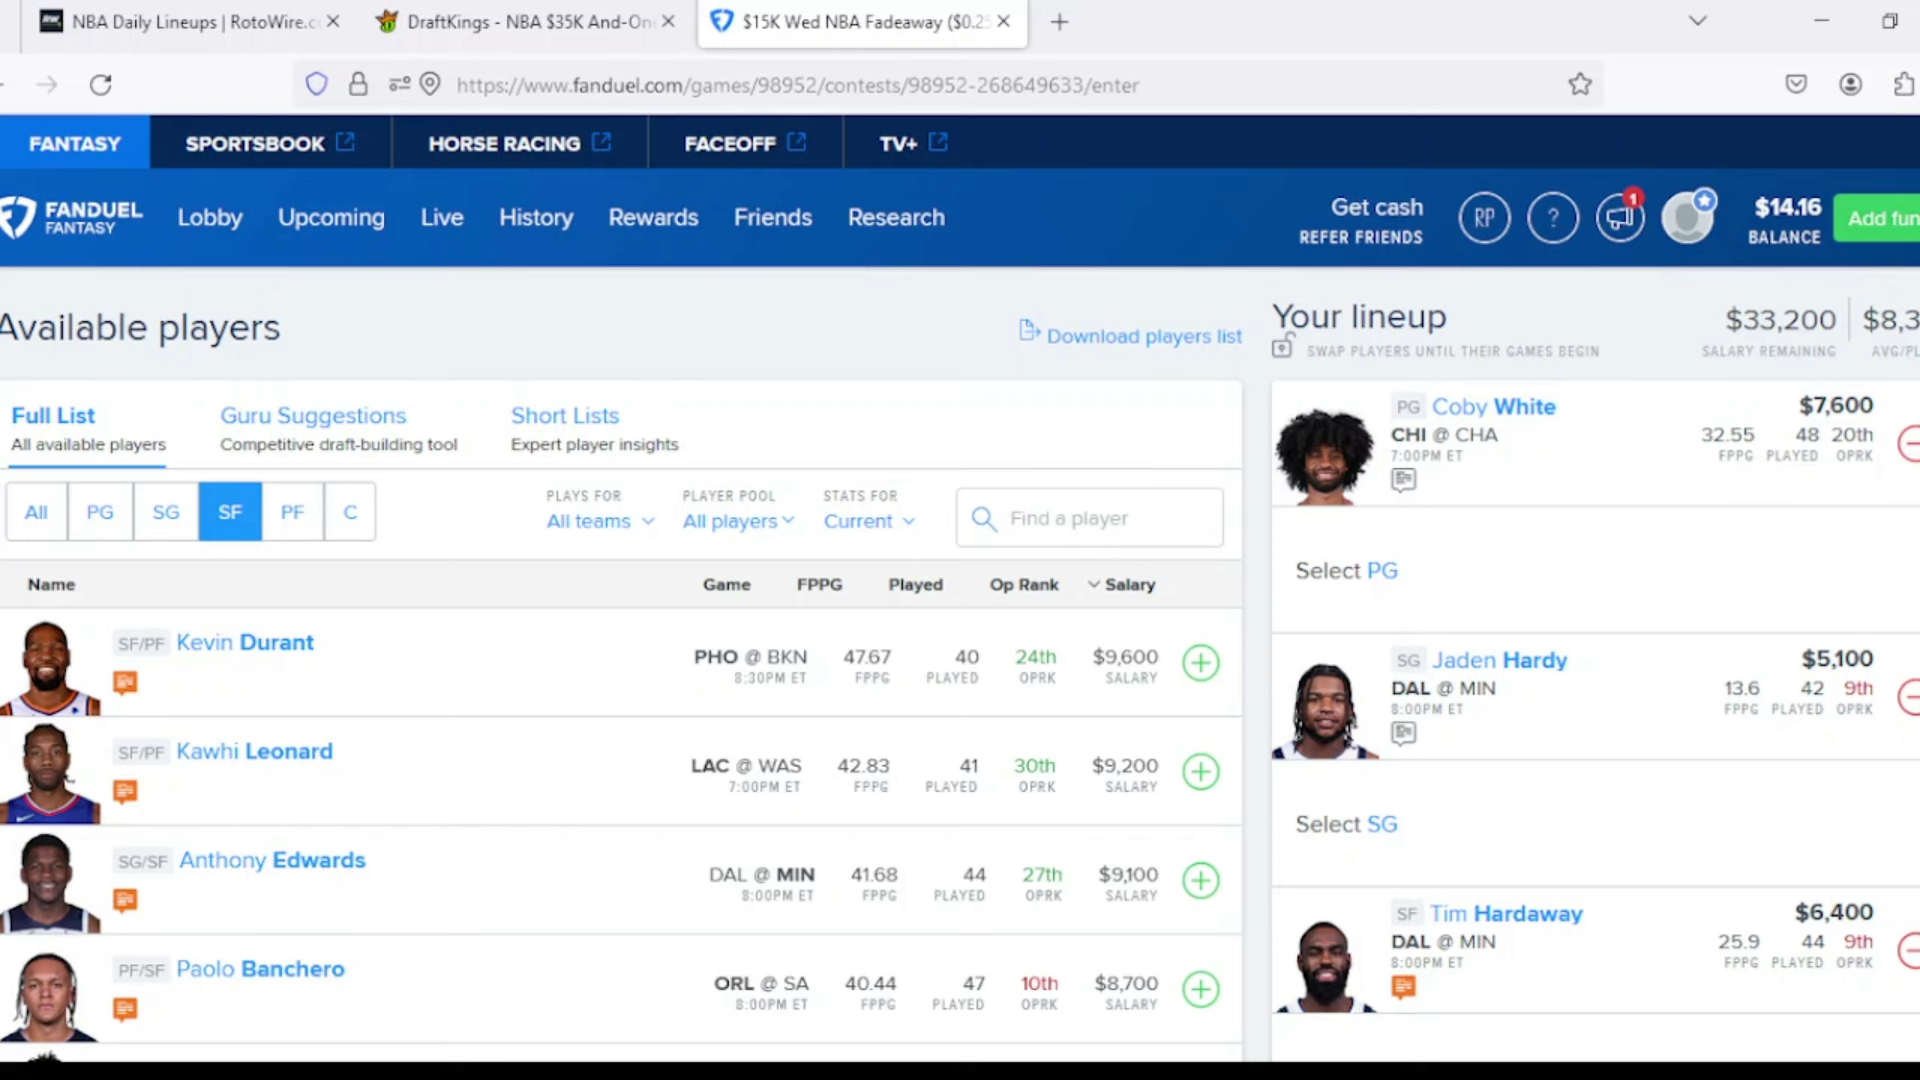 NBA Daily Lineups | RotoWire.c
DraftKings - NBA $35K And-On
$15K Wed NBA Fadeaway ($0.25
https://www.fanduel.com/games/98952/contests/98952-268649633/enter
FANTASY SPORTSBOOK HORSE RACING FACEOFF TV+
FANDUEL FANTASY
Lobby Upcoming Live History Rewards Friends Research
Get cash
REFER FRIENDS
RP
?
1
$14.16
BALANCE
Add fun
Available players
Download players list
Your lineup
SWAP PLAYERS UNTIL THEIR GAMES BEGIN
$33,200
SALARY REMAINING
$8,3
AVG/PL
Full List
All available players
Guru Suggestions
Competitive draft-building tool
Short Lists
Expert player insights
All PG SG SF PF C
PLAYS FOR
All teams
PLAYER POOL
All players
STATS FOR
Current
Find a player
Name Game FPPG Played Op Rank Salary
SF/PF Kevin Durant
PHO @ BKN 47.67 40 24th $9,600
8:30PM ET FPPG PLAYED OPRK SALARY
SF/PF Kawhi Leonard
LAC @ WAS 42.83 41 30th $9,200
7:00PM ET FPPG PLAYED OPRK SALARY
SG/SF Anthony Edwards
DAL @ MIN 41.68 44 27th $9,100
8:00PM ET FPPG PLAYED OPRK SALARY
PF/SF Paolo Banchero
ORL @ SA 40.44 47 10th $8,700
8:00PM ET FPPG PLAYED OPRK SALARY
PG Coby White $7,600
CHI @ CHA 32.55 48 20th
7:00PM ET FPPG PLAYED OPRK
Select PG
SG Jaden Hardy $5,100
DAL @ MIN 13.6 42 9th
8:00PM ET FPPG PLAYED OPRK
Select SG
SF Tim Hardaway $6,400
DAL @ MIN 25.9 44 9th
8:00PM ET FPPG PLAYED OPRK